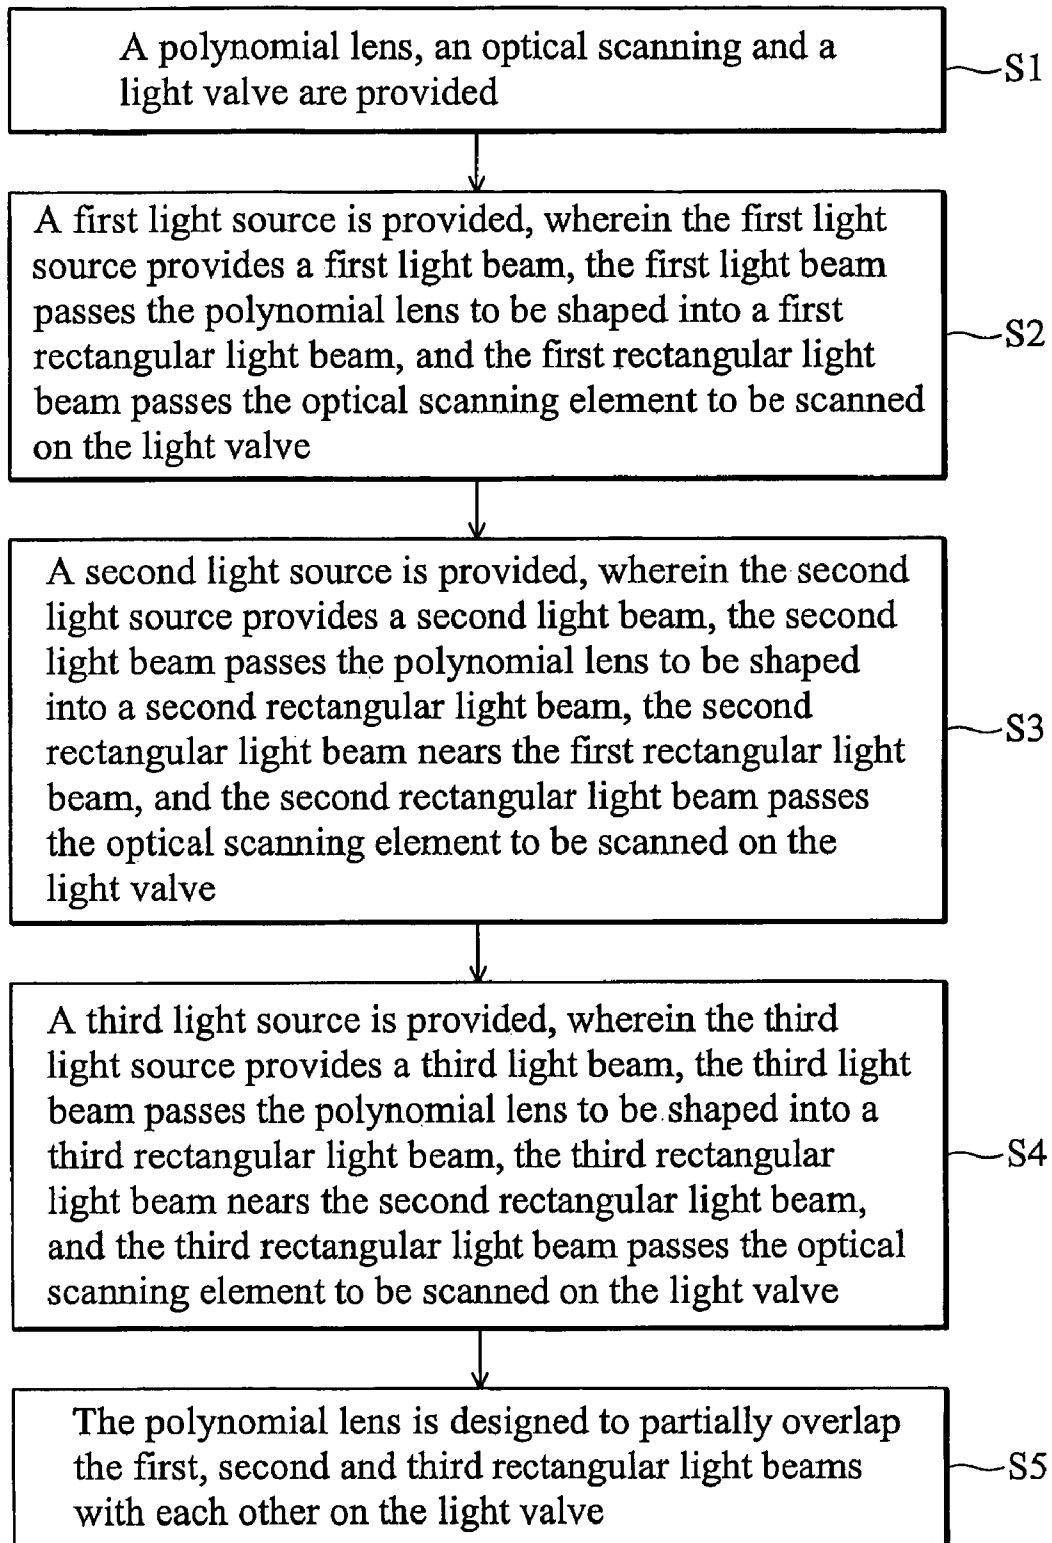 A polynomial lens, an optical scanning and a
light valve are provided
S1
A first light source is provided, wherein the first light
source provides a first light beam, the first light beam
passes the polynomial lens to be shaped into a first
rectangular light beam, and the first rectangular light
beam passes the optical scanning element to be scanned
on the light valve
S2
A second light source is provided, wherein the second
light source provides a second light beam, the second
light beam passes the polynomial lens to be shaped
into a second rectangular light beam, the second
rectangular light beam nears the first rectangular light
beam, and the second rectangular light beam passes
the optical scanning element to be scanned on the
light valve
S3
A third light source is provided, wherein the third
light source provides a third light beam, the third light
beam passes the polynomial lens to be shaped into a
third rectangular light beam, the third rectangular
light beam nears the second rectangular light beam,
and the third rectangular light beam passes the optical
scanning element to be scanned on the light valve
S4
The polynomial lens is designed to partially overlap
the first, second and third rectangular light beams
with each other on the light valve
S5